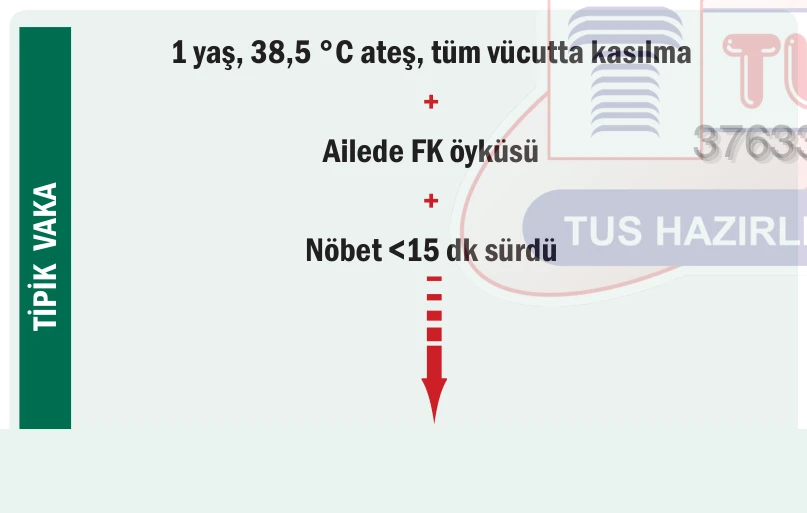 1 yaş, 38,5 °C ateş, tüm vücutta kasılma
+
Ailede FK öyküsü
+
Nöbet <15 dk sürdü
TİPİK VAKA
TU
37633
TUS HAZIRL